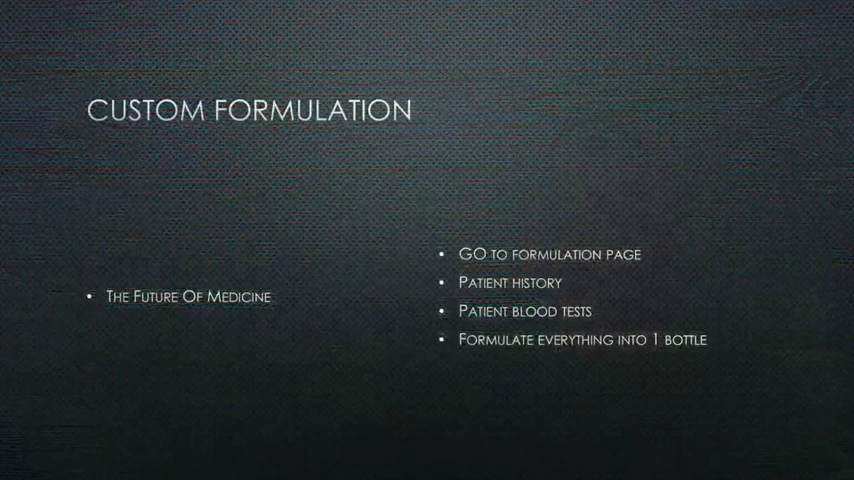 CUSTOM FORMULATION
• THE FUTURE OF MEDICINE
• GO TO FORMULATION PAGE
• PATIENT HISTORY
• PATIENT BLOOD TESTS
• FORMULATE EVERYTHING INTO 1 BOTTLE